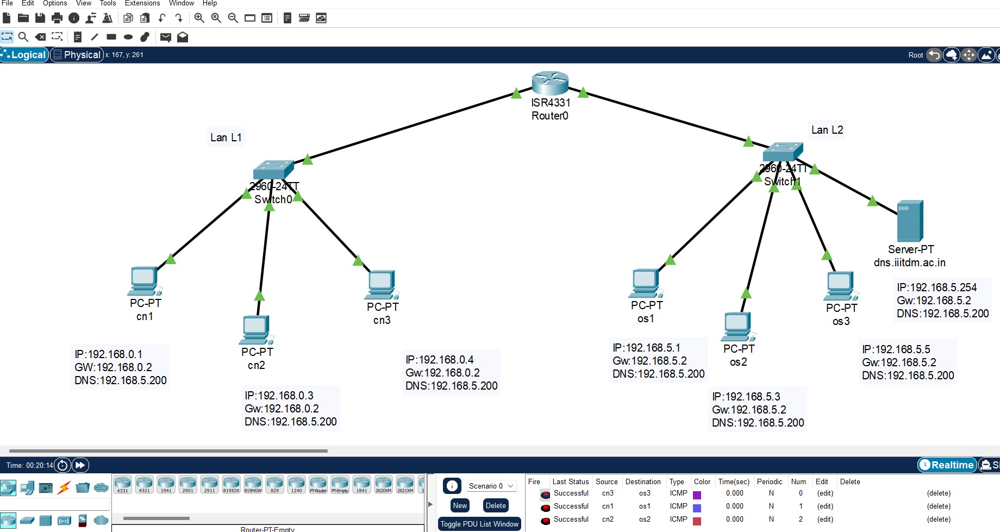 File Edit Options View Tools Extensions Window Help
Logical Physical x: 167, y: 261 Root
ISR4331
Router0
Lan L1
Lan L2
2960-24TT
Switch0
2960-24TT
Switch1
Server-PT
dns.iiitdm.ac.in
IP:192.168.5.254
Gw:192.168.5.2
DNS:192.168.5.200
PC-PT
cn1
PC-PT
cn2
PC-PT
cn3
PC-PT
os1
PC-PT
os2
PC-PT
os3
IP:192.168.0.1
GW:192.168.0.2
DNS:192.168.5.200
IP:192.168.0.3
Gw:192.168.0.2
DNS:192.168.5.200
IP:192.168.0.4
Gw:192.168.0.2
DNS:192.168.5.200
IP:192.168.5.1
Gw:192.168.5.2
DNS:192.168.5.200
IP:192.168.5.3
Gw:192.168.5.2
DNS:192.168.5.200
IP:192.168.5.5
Gw:192.168.5.2
DNS:192.168.5.200
Time: 00:20:14 Realtime Si
4331 4321 1941 2901 2911 819IOX 819HGW 829 1240 PT-Router PT-Empty 1841 2620XM 2621XM 2
Router-PT-Empty
Scenario 0
New Delete
Toggle PDU List Window
Fire Last Status Source Destination Type Color Time(sec) Periodic Num Edit Delete
Successful cn3 os3 ICMP 0.000 N 0 (edit) (delete)
Successful cn1 os1 ICMP 0.000 N 1 (edit) (delete)
Successful cn2 os2 ICMP 0.000 N 2 (edit) (delete)